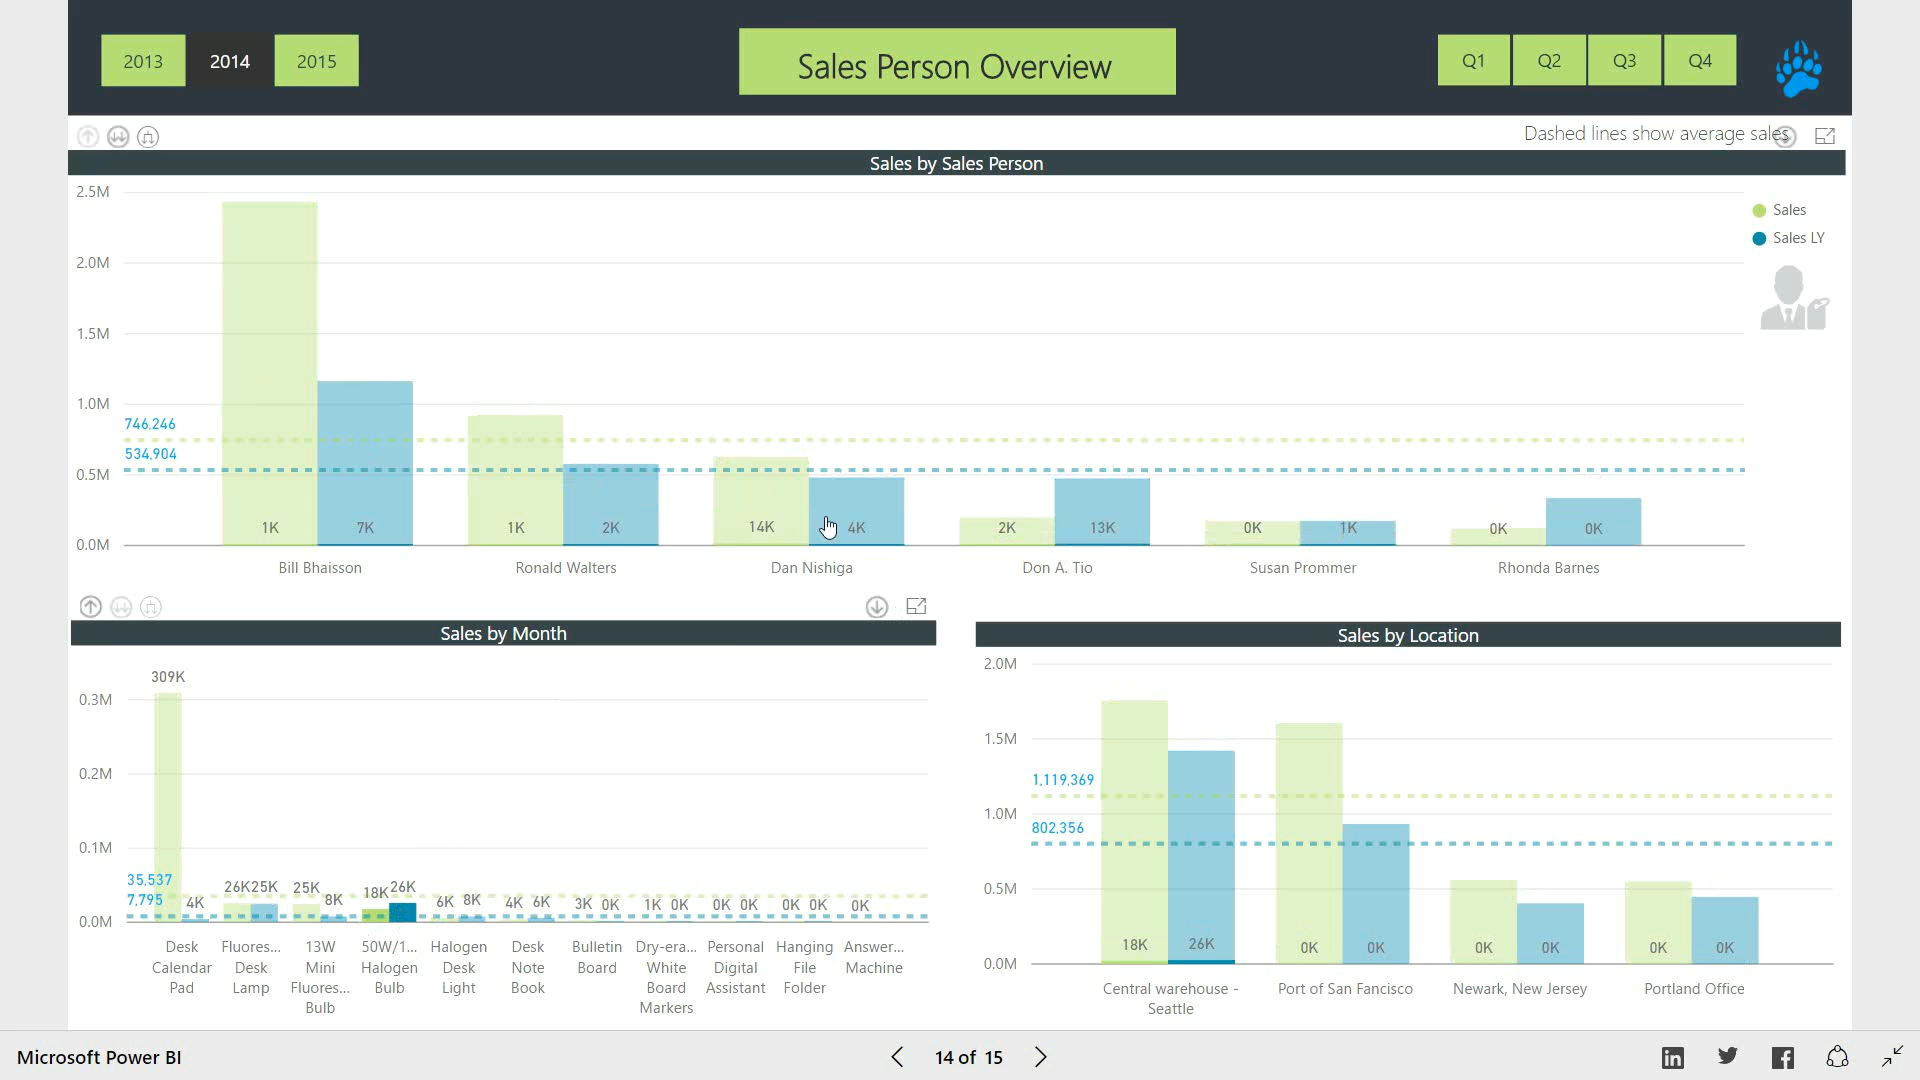 2013 2014 2015
Sales Person Overview
Q1 Q2 Q3 Q4
Dashed lines show average sales
Sales by Sales Person
2.5M
2.0M
1.5M
1.0M
0.5M
0.0M
746,246
534,904
Sales
Sales LY
1K 7K 1K 2K 14K 4K 2K 13K 0K 1K 0K 0K
Bill Bhaisson Ronald Walters Dan Nishiga Don A. Tio Susan Prommer Rhonda Barnes
Sales by Month
0.3M
0.2M
0.1M
0.0M
35,537
7,795
309K 4K 26K 25K 25K 8K 18K 26K 6K 8K 4K 6K 3K 0K 1K 0K 0K 0K 0K 0K 0K
Desk Fluores... 13W 50W/1... Halogen Desk Bulletin Dry-era... Personal Hanging Answer...
Calendar Desk Mini Halogen Desk Note Board White Digital File Machine
Pad Lamp Fluores... Bulb Light Book Board Assistant Folder
Bulb Markers
Sales by Location
2.0M
1.5M
1.0M
0.5M
0.0M
1,119,369
802,356
18K 26K 0K 0K 0K 0K 0K 0K
Central warehouse - Port of San Fancisco Newark, New Jersey Portland Office
Seattle
Microsoft Power BI
14 of 15